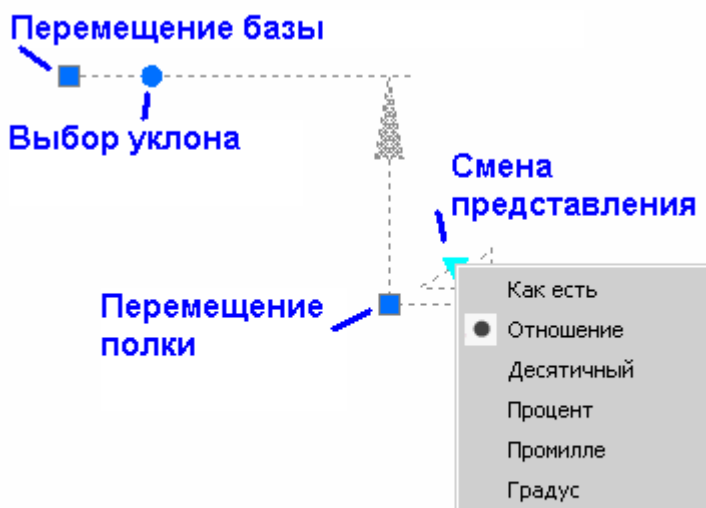 Перемещение базы
Выбор уклона
Смена
представления
Перемещение
полки
Как есть
Отношение
Десятичный
Процент
Промилле
Градус